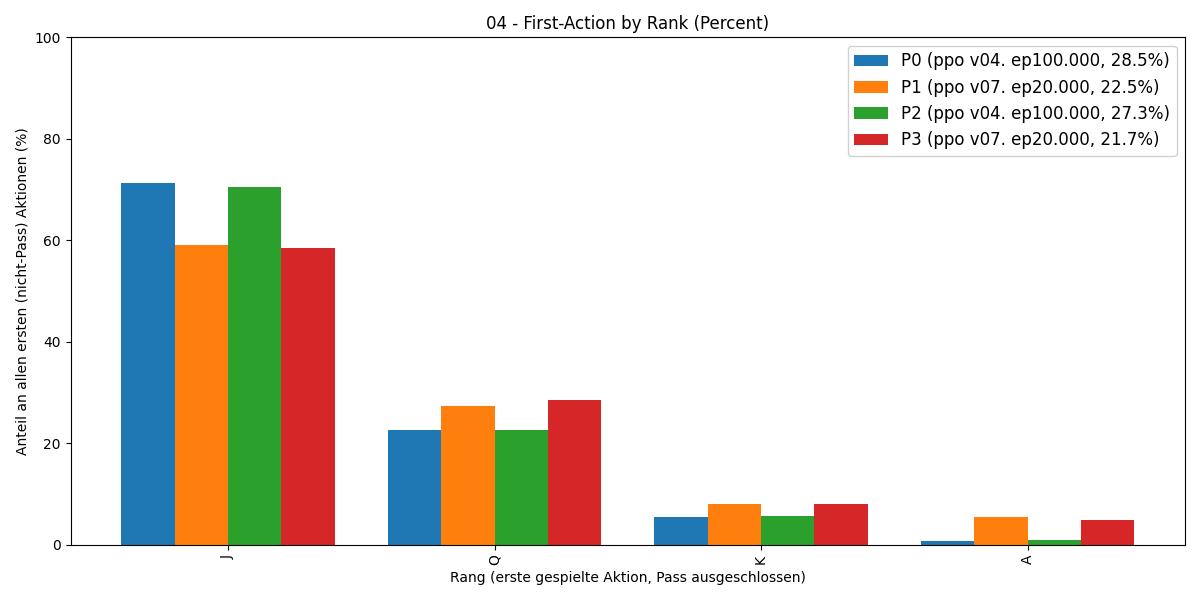 04 - First-Action by Rank (Percent)
Anteil an allen ersten (nicht-Pass) Aktionen (%)
100
80
60
40
20
0
P0 (ppo v04. ep100.000, 28.5%)
P1 (ppo v07. ep20.000, 22.5%)
P2 (ppo v04. ep100.000, 27.3%)
P3 (ppo v07. ep20.000, 21.7%)
J
Q
K
A
Rang (erste gespielte Aktion, Pass ausgeschlossen)